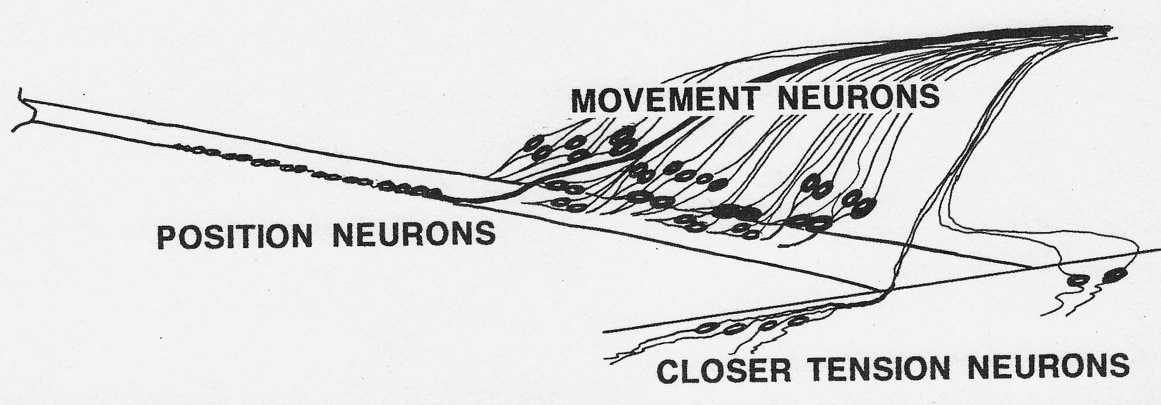 MOVEMENT NEURONS
POSITION NEURONS
CLOSER TENSION NEURONS